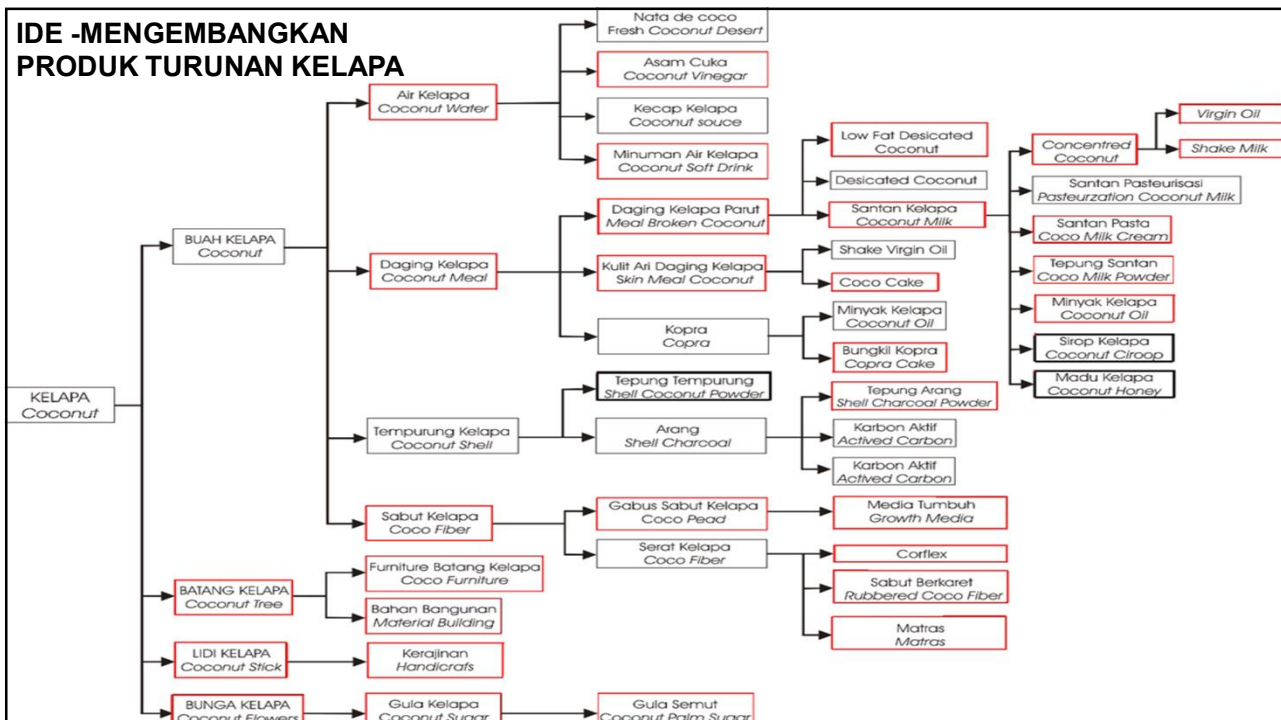 IDE -MENGEMBANGKAN
PRODUK TURUNAN KELAPA
KELAPA
Coconut
BUAH KELAPA
Coconut
Air Kelapa
Coconut Water
Nata de coco
Fresh Coconut Desert
Asam Cuka
Coconut Vinegar
Kecap Kelapa
Coconut souce
Minuman Air Kelapa
Coconut Soft Drink
Daging Kelapa
Coconut Meal
Daging Kelapa Parut
Meal Broken Coconut
Low Fat Desicated
Coconut
Desicated Coconut
Santan Kelapa
Coconut Milk
Concentred
Coconut
Virgin Oil
Shake Milk
Santan Pasteurisasi
Pasteurzation Coconut Milk
Santan Pasta
Coco Milk Cream
Tepung Santan
Coco Milk Powder
Minyak Kelapa
Coconut Oil
Sirop Kelapa
Coconut Ciroop
Madu Kelapa
Coconut Honey
Kulit Ari Daging Kelapa
Skin Meal Coconut
Shake Virgin Oil
Coco Cake
Kopra
Copra
Minyak Kelapa
Coconut Oil
Bungkil Kopra
Copra Cake
Tempurung Kelapa
Coconut Shell
Tepung Tempurung
Shell Coconut Powder
Arang
Shell Charcoal
Tepung Arang
Shell Charcoal Powder
Karbon Aktif
Actived Carbon
Karbon Aktif
Actived Carbon
Sabut Kelapa
Coco Fiber
Gabus Sabut Kelapa
Coco Pead
Media Tumbuh
Growth Media
Serat Kelapa
Coco Fiber
Corflex
Sabut Berkaret
Rubbered Coco Fiber
Matras
Matras
BATANG KELAPA
Coconut Tree
Furniture Batang Kelapa
Coco Furniture
Bahan Bangunan
Material Building
LIDI KELAPA
Coconut Stick
Kerajinan
Handicrafs
BUNGA KELAPA
Coconut Flowers
Gula Kelapa
Coconut Sugar
Gula Semut
Coconut Palm Sugar